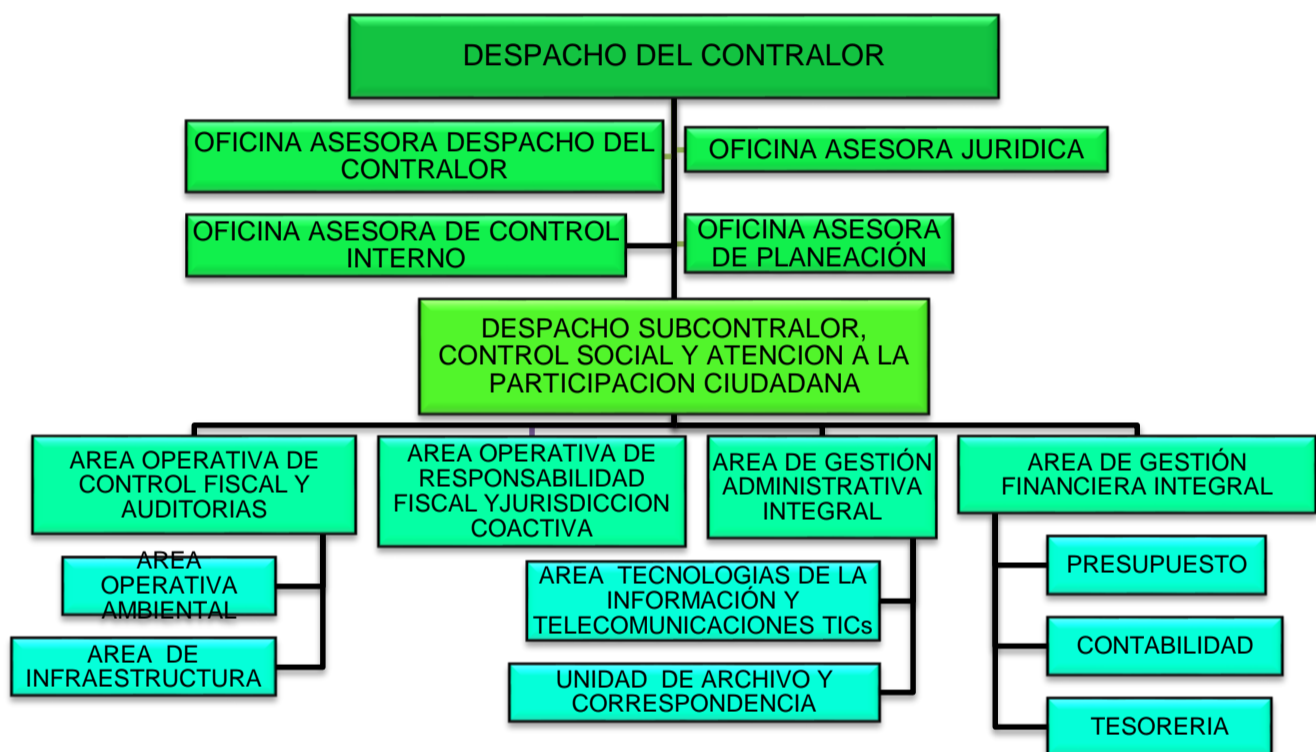 DESPACHO DEL CONTRALOR
OFICINA ASESORA DESPACHO DEL
CONTRALOR
OFICINA ASESORA JURIDICA
OFICINA ASESORA DE CONTROL
INTERNO
OFICINA ASESORA
DE PLANEACIÓN
DESPACHO SUBCONTRALOR,
CONTROL SOCIAL Y ATENCION A LA
PARTICIPACION CIUDADANA
AREA OPERATIVA DE
CONTROL FISCAL Y
AUDITORIAS
AREA OPERATIVA DE
RESPONSABILIDAD
FISCAL YJURISDICCION
COACTIVA
AREA DE GESTIÓN
ADMINISTRATIVA
INTEGRAL
AREA DE GESTIÓN
FINANCIERA INTEGRAL
AREA
OPERATIVA
AMBIENTAL
AREA DE
INFRAESTRUCTURA
AREA TECNOLOGIAS DE LA
INFORMACIÓN Y
TELECOMUNICACIONES TICs
UNIDAD DE ARCHIVO Y
CORRESPONDENCIA
PRESUPUESTO
CONTABILIDAD
TESORERIA